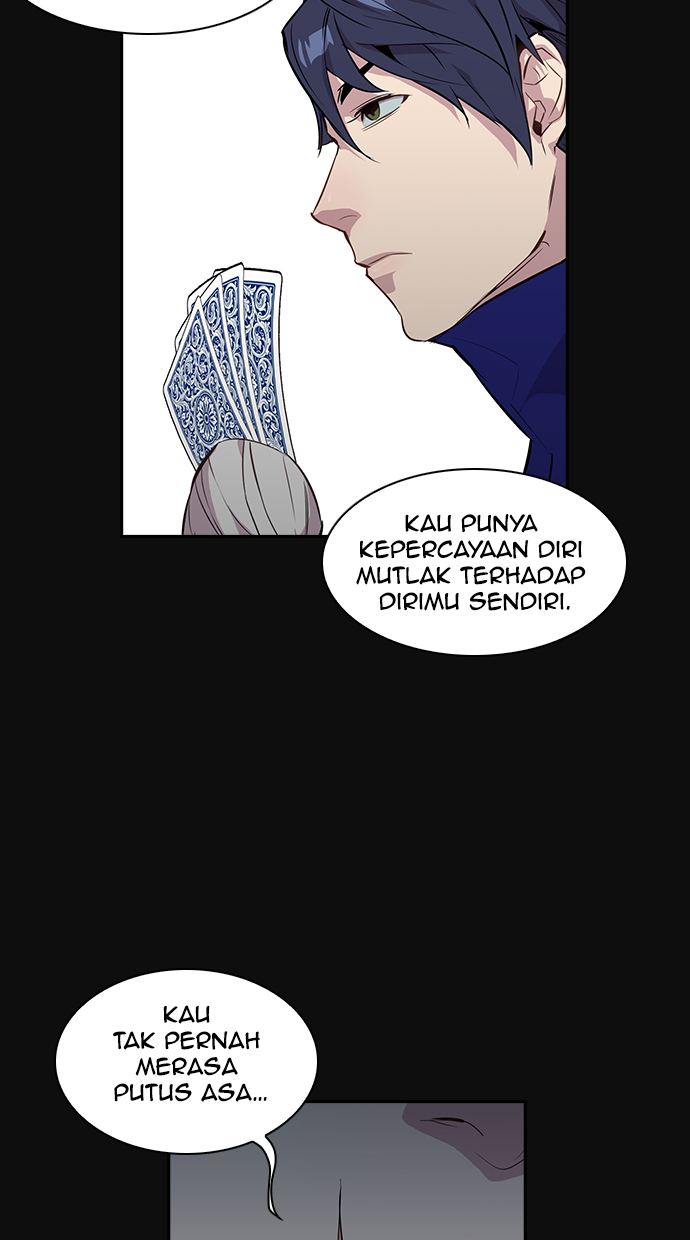 KAU PUNYA
KEPERCAYAAN DIRI
MUTLAK TERHADAP
DIRIMU SENDIRI.
KAU
TAK PERNAH
MERASA
PUTUS ASA...